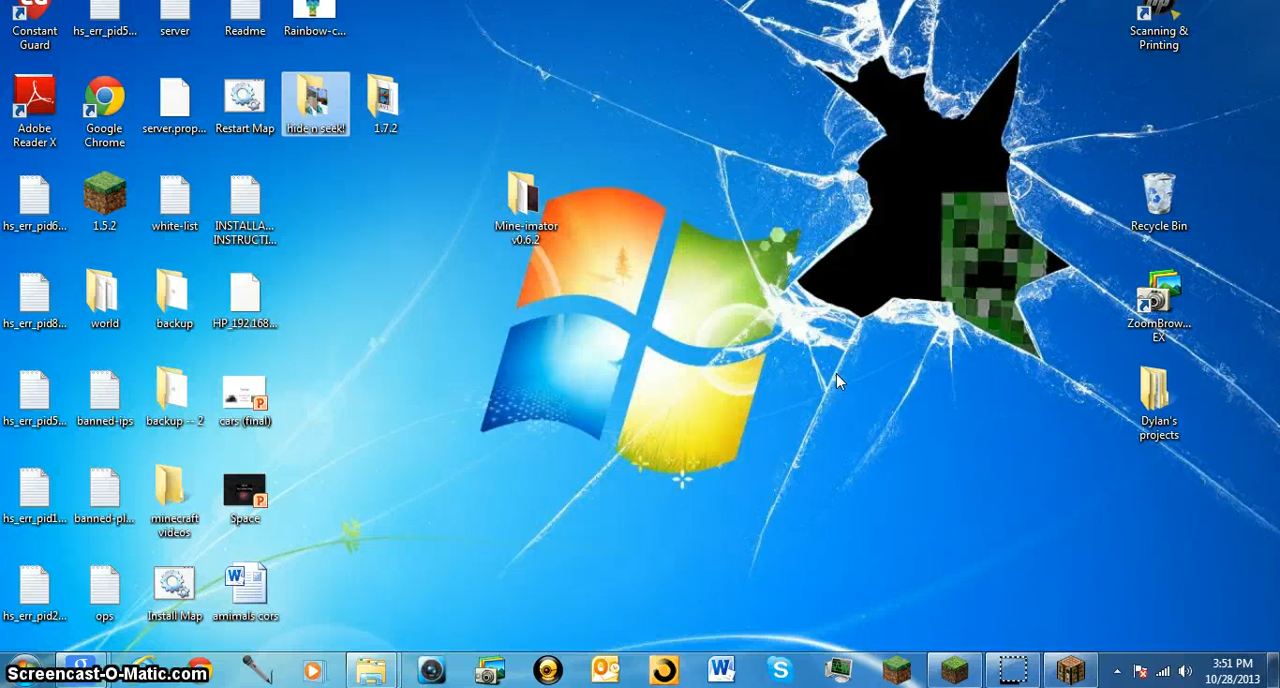 Constant
Guard
hs_err_pid5...
server
Readme
Rainbow-c...
Scanning &
Printing
Adobe
Reader X
Google
Chrome
server.prop...
Restart Map
hide n seek!
1.7.2
hs_err_pid6...
1.5.2
white-list
INSTALLA...
INSTRUCTI...
Mine-imator
v0.6.2
Recycle Bin
hs_err_pid8...
world
backup
HP_192.168...
ZoomBrow...
EX
hs_err_pid5...
banned-ips
backup -- 2
cars (final)
Dylan's
projects
hs_err_pid1...
banned-pl...
minecraft
videos
Space
hs_err_pid2...
ops
Install Map
amimals cors
Screencast-O-Matic.com
3:51 PM
10/28/2013